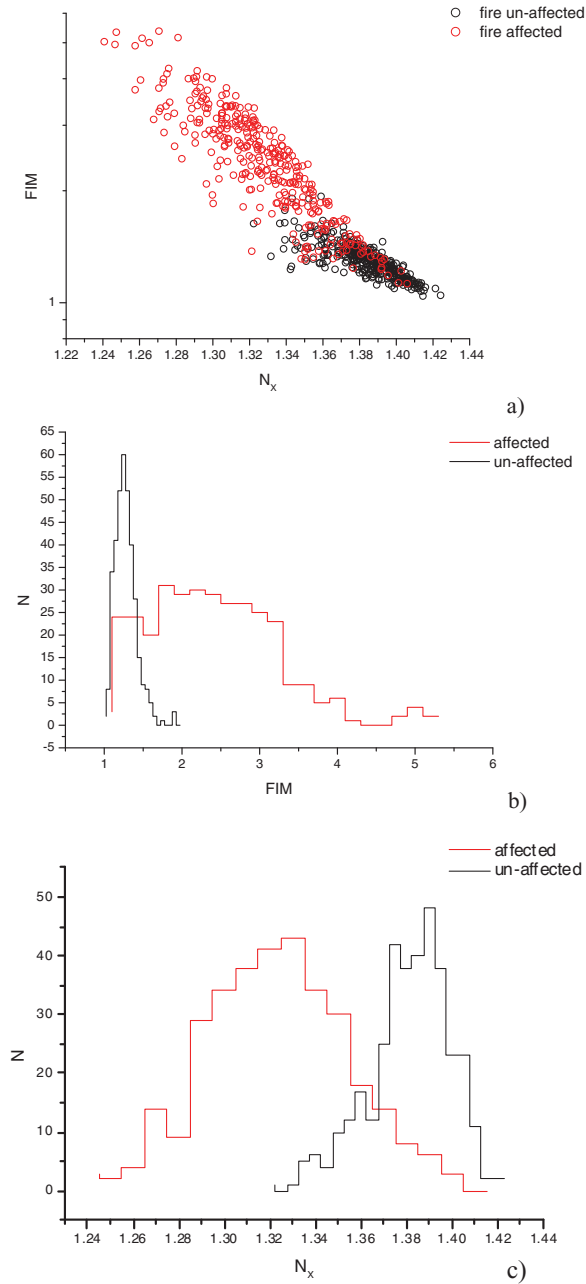 fire un-affected
fire affected
FIM
1
1.22 1.24 1.26 1.28 1.30 1.32 1.34 1.36 1.38 1.40 1.42 1.44
Nx
a)
affected
un-affected
65
60
55
50
45
40
35
30
25
20
15
10
5
0
-5
N
1 2 3 4 5 6
FIM
b)
affected
un-affected
50
40
30
20
10
0
N
1.24 1.26 1.28 1.30 1.32 1.34 1.36 1.38 1.40 1.42 1.44
Nx
c)